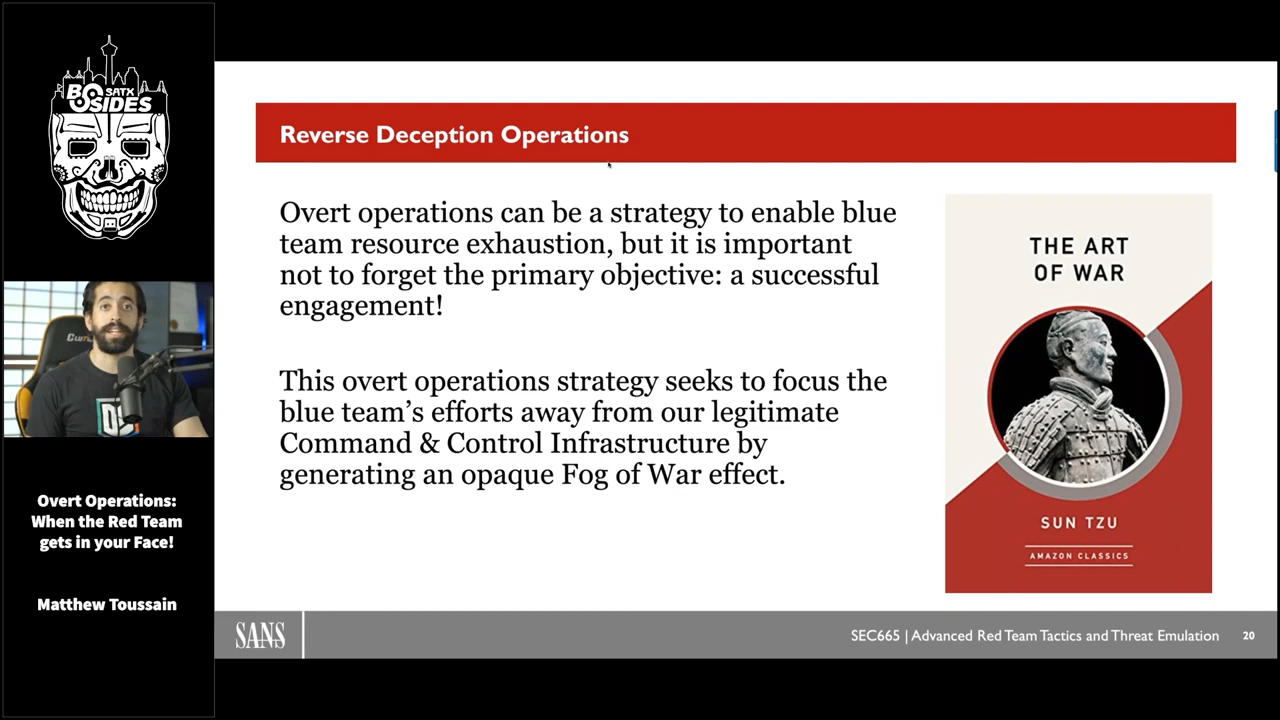 BSIDES
SATX
Overt Operations:
When the Red Team
gets in your Face!
Matthew Toussain
Reverse Deception Operations
Overt operations can be a strategy to enable blue
team resource exhaustion, but it is important
not to forget the primary objective: a successful
engagement!
This overt operations strategy seeks to focus the
blue team’s efforts away from our legitimate
Command & Control Infrastructure by
generating an opaque Fog of War effect.
THE ART
OF WAR
SUN TZU
AMAZON CLASSICS
SANS
SEC665 | Advanced Red Team Tactics and Threat Emulation
20